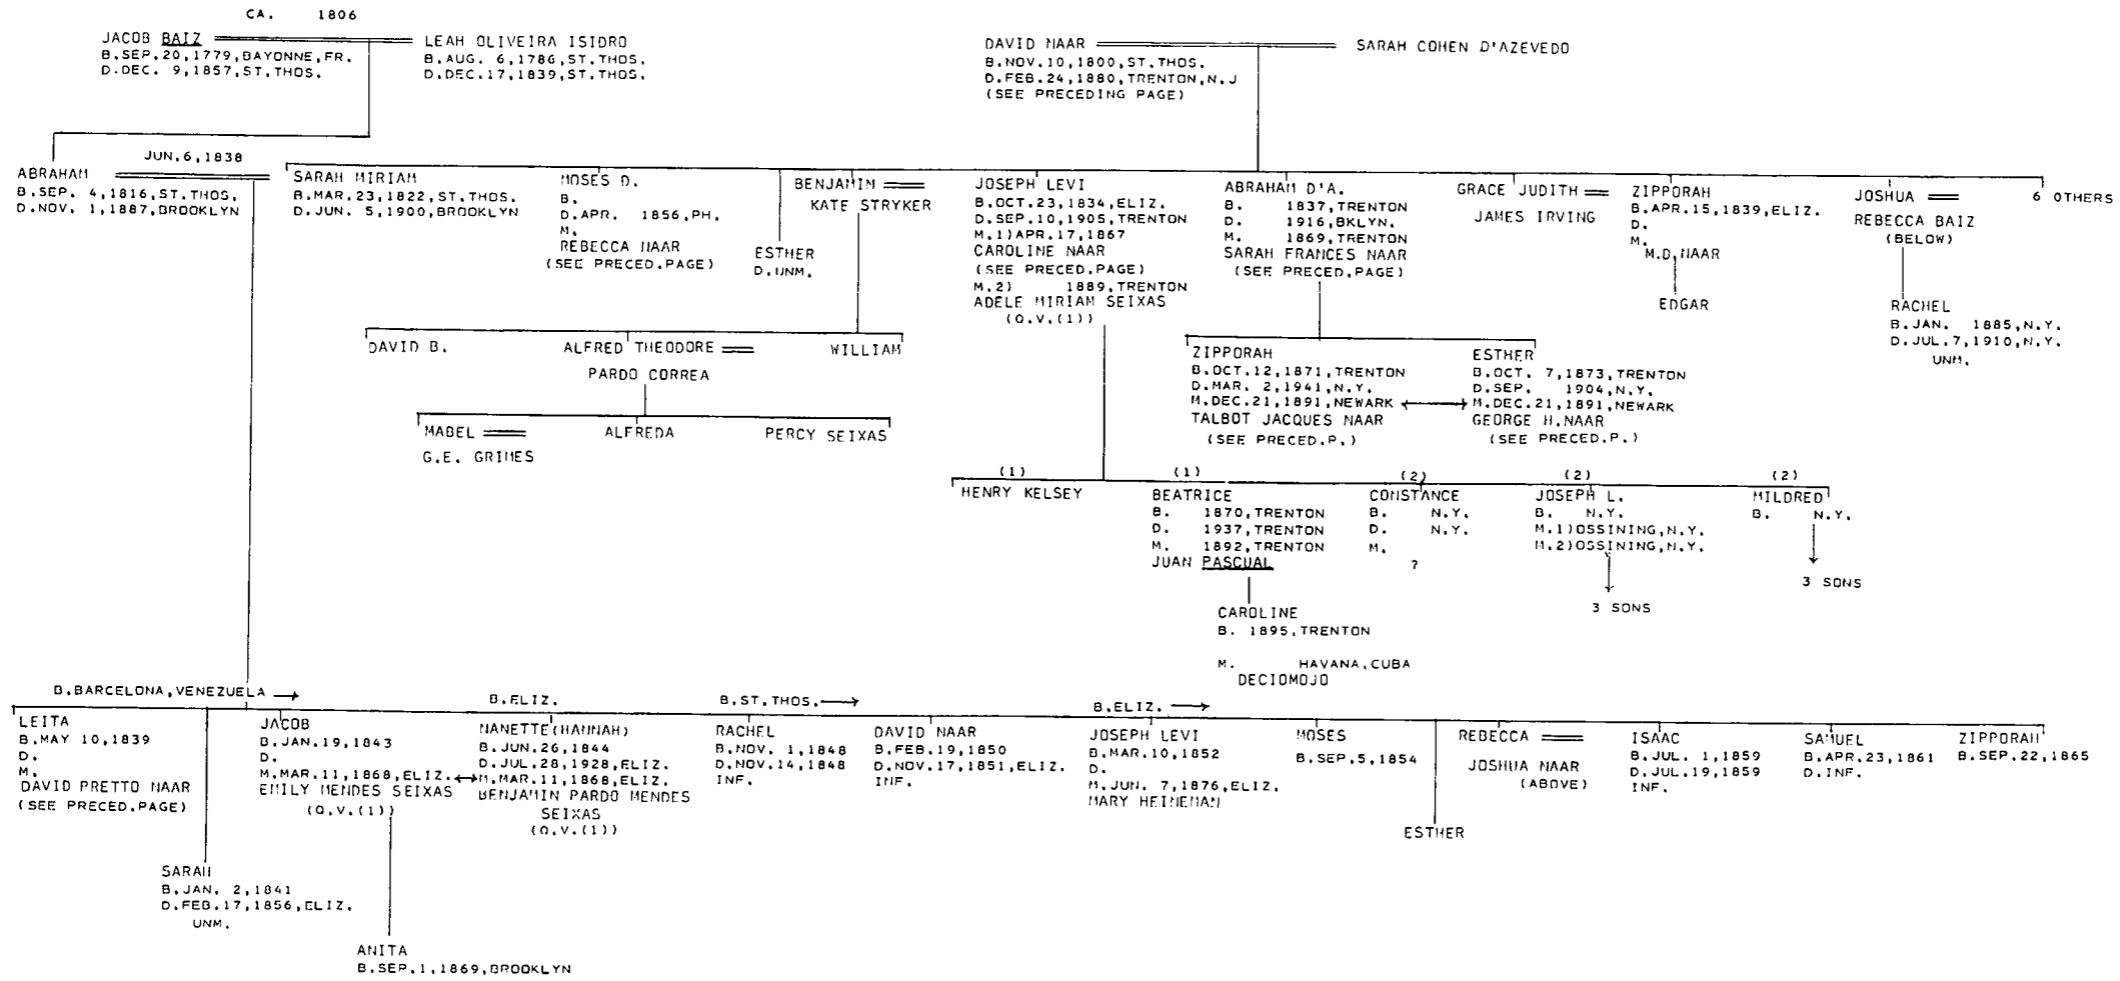 CA. 1806
JACOB BAIZ
B.SEP.20,1779,BAYONNE,FR.
D.DEC. 9,1857,ST.THOS.
LEAH OLIVEIRA ISIDRO
B.AUG. 6,1786,ST.THOS.
D.DEC.17,1839,ST.THOS.
DAVID NAAR
B.NOV.10,1800,ST.THOS.
D.FEB.24,1880,TRENTON,N.J
(SEE PRECEDING PAGE)
SARAH COHEN D'AZEVEDO
JUN.6,1838
ABRAHAM
B.SEP. 4,1816,ST.THOS.
D.NOV. 1,1887,BROOKLYN
SARAH MIRIAM
B.MAR.23,1822,ST.THOS.
D.JUN. 5,1900,BROOKLYN
MOSES D.
B.
D.APR. 1856,PH.
M.
REBECCA NAAR
(SEE PRECED.PAGE)
ESTHER
D.UNM.
BENJAMIN
KATE STRYKER
JOSEPH LEVI
B.OCT.23,1834,ELIZ.
D.SEP.10,1905,TRENTON
M.1)APR.17,1867
CAROLINE NAAR
(SEE PRECED.PAGE)
M.2) 1889,TRENTON
ADELE MIRIAM SEIXAS
(Q.V.(1))
ABRAHAM D'A.
B. 1837,TRENTON
D. 1916,BKLYN.
M. 1869,TRENTON
SARAH FRANCES NAAR
(SEE PRECED.PAGE)
GRACE JUDITH
JAMES IRVING
ZIPPORAH
B.APR.15,1839,ELIZ.
D.
M.
M.D.NAAR
EDGAR
JOSHUA
REBECCA BAIZ
(BELOW)
RACHEL
B.JAN. 1885,N.Y.
D.JUL.7,1910,N.Y.
UNM.
6 OTHERS
DAVID B.
ALFRED THEODORE
PARDO CORREA
WILLIAM
MABEL
G.E. GRIMES
ALFREDA
PERCY SEIXAS
ZIPPORAH
B.OCT.12,1871,TRENTON
D.MAR. 2,1941,N.Y.
M.DEC.21,1891,NEWARK
TALBOT JACQUES NAAR
(SEE PRECED.P.)
ESTHER
B.OCT. 7,1873,TRENTON
D.SEP. 1904,N.Y.
M.DEC.21,1891,NEWARK
GEORGE H.NAAR
(SEE PRECED.P.)
(1)
HENRY KELSEY
(1)
BEATRICE
B. 1870,TRENTON
D. 1937,TRENTON
M. 1892,TRENTON
JUAN PASCUAL
CAROLINE
B. 1895,TRENTON
M. HAVANA,CUBA
DECIOMOJO
(2)
CONSTANCE
B. N.Y.
D. N.Y.
M.
?
(2)
JOSEPH L.
B. N.Y.
M.1)OSSINING,N.Y.
M.2)OSSINING,N.Y.
3 SONS
(2)
MILDRED
B. N.Y.
3 SONS
B.BARCELONA,VENEZUELA →
LEITA
B.MAY 10,1839
D.
M.
DAVID PRETTO NAAR
(SEE PRECED.PAGE)
SARAH
B.JAN. 2,1841
D.FEB.17,1856,ELIZ.
UNM.
JACOB
B.JAN.19,1843
D.
M.MAR.11,1868,ELIZ.
EMILY MENDES SEIXAS
(Q.V.(1))
ANITA
B.SEP.1,1869,BROOKLYN
B.ELIZ.
NANETTE(HANNAH)
B.JUN.26,1844
D.JUL.28,1928,ELIZ.
M.MAR.11,1868,ELIZ.
BENJAMIN PARDO MENDES
SEIXAS
(Q.V.(1))
B.ST.THOS.→
RACHEL
B.NOV. 1,1848
D.NOV.14,1848
INF.
DAVID NAAR
B.FEB.19,1850
D.NOV.17,1851,ELIZ.
INF.
B.ELIZ. →
JOSEPH LEVI
B.MAR.10,1852
D.
M.JUN. 7,1876,ELIZ.
MARY HEINEMAN
MOSES
B.SEP.5,1854
ESTHER
REBECCA
JOSHUA NAAR
(ABOVE)
ISAAC
B.JUL. 1,1859
D.JUL.19,1859
INF.
SAMUEL
B.APR.23,1861
D.INF.
ZIPPORAH
B.SEP.22,1865